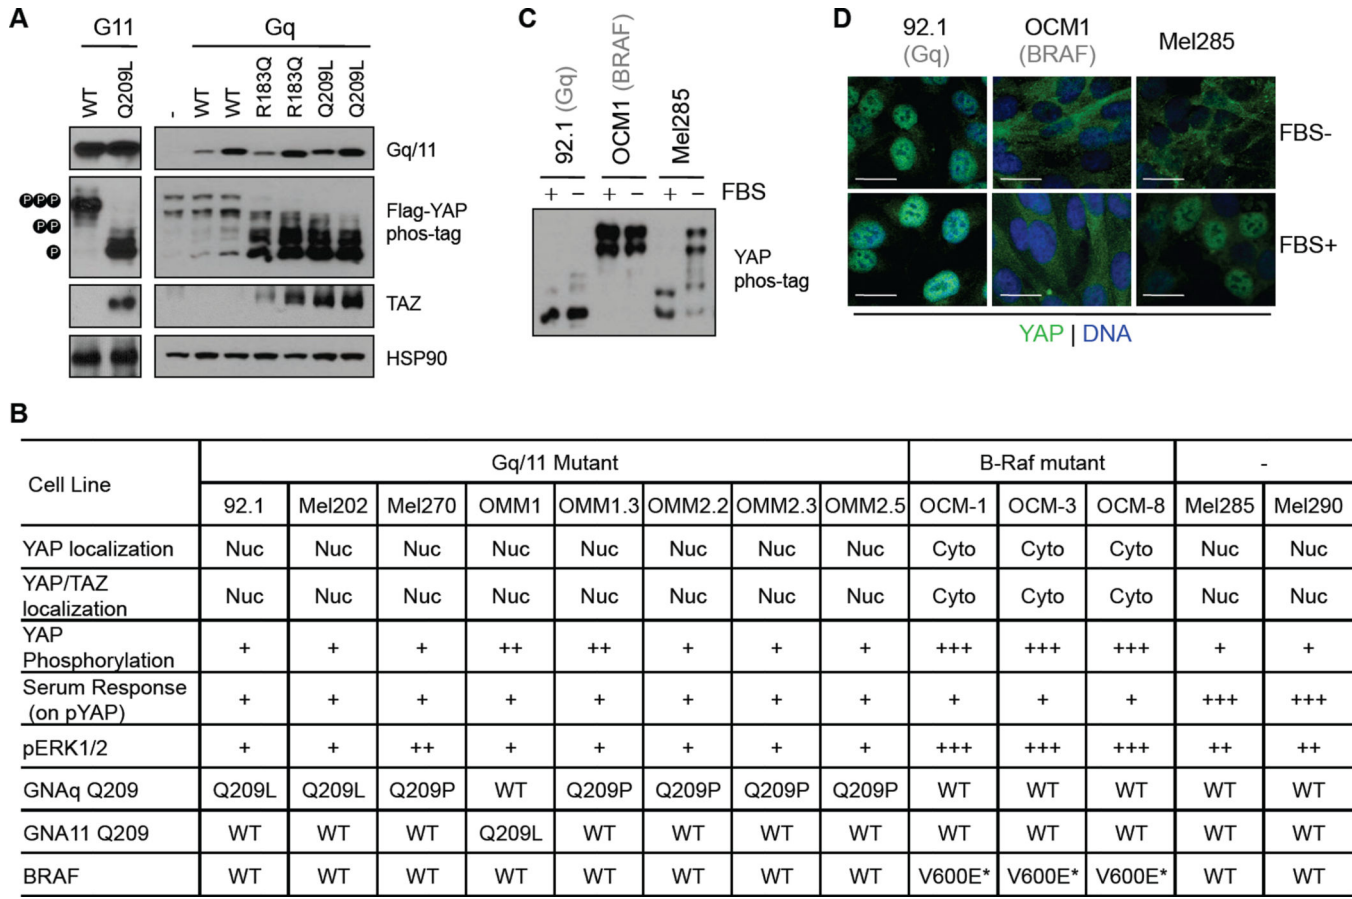 A
G11
Gq
WT
Q209L
-
WT
WT
R183Q
R183Q
Q209L
Q209L
Gq/11
PPP
PP
P
Flag-YAP
phos-tag
TAZ
HSP90
C
92.1 (Gq)
OCM1 (BRAF)
Mel285
+ − + − + − FBS
YAP
phos-tag
D
92.1
(Gq)
OCM1
(BRAF)
Mel285
FBS-
FBS+
YAP | DNA
B
Cell Line
Gq/11 Mutant B-Raf mutant -
92.1 Mel202 Mel270 OMM1 OMM1.3 OMM2.2 OMM2.3 OMM2.5 OCM-1 OCM-3 OCM-8 Mel285 Mel290
YAP localization Nuc Nuc Nuc Nuc Nuc Nuc Nuc Nuc Cyto Cyto Cyto Nuc Nuc
YAP/TAZ
localization Nuc Nuc Nuc Nuc Nuc Nuc Nuc Nuc Cyto Cyto Cyto Nuc Nuc
YAP
Phosphorylation + + + ++ ++ + + + +++ +++ +++ + +
Serum Response
(on pYAP) + + + + + + + + + + + +++ +++
pERK1/2 + + ++ + + + + + +++ +++ +++ ++ ++
GNAq Q209 Q209L Q209L Q209P WT Q209P Q209P Q209P Q209P WT WT WT WT WT
GNA11 Q209 WT WT WT Q209L WT WT WT WT WT WT WT WT WT
BRAF WT WT WT WT WT WT WT WT V600E* V600E* V600E* WT WT